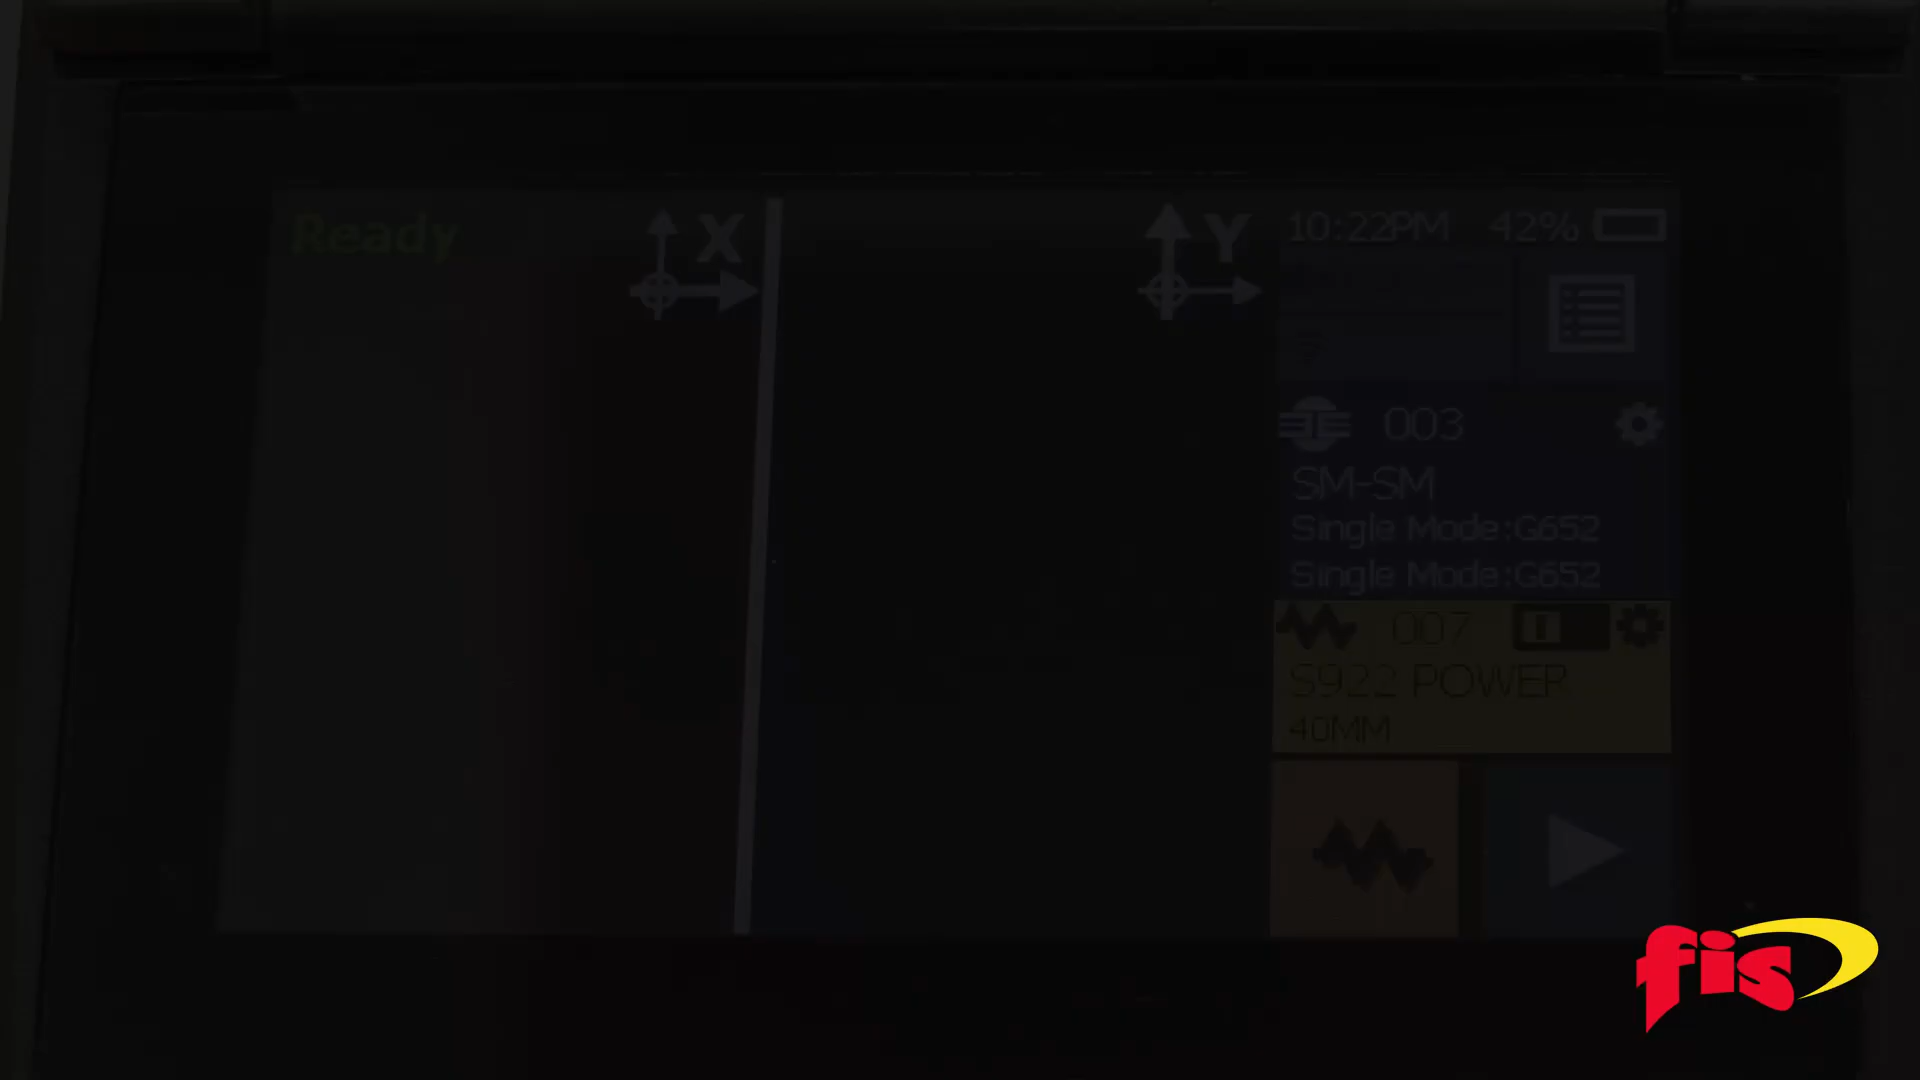 Ready
X
Y
10:22PM 42%
003
SM-SM
Single Mode:G652
Single Mode:G652
007
S922 POWER
40MM
fis